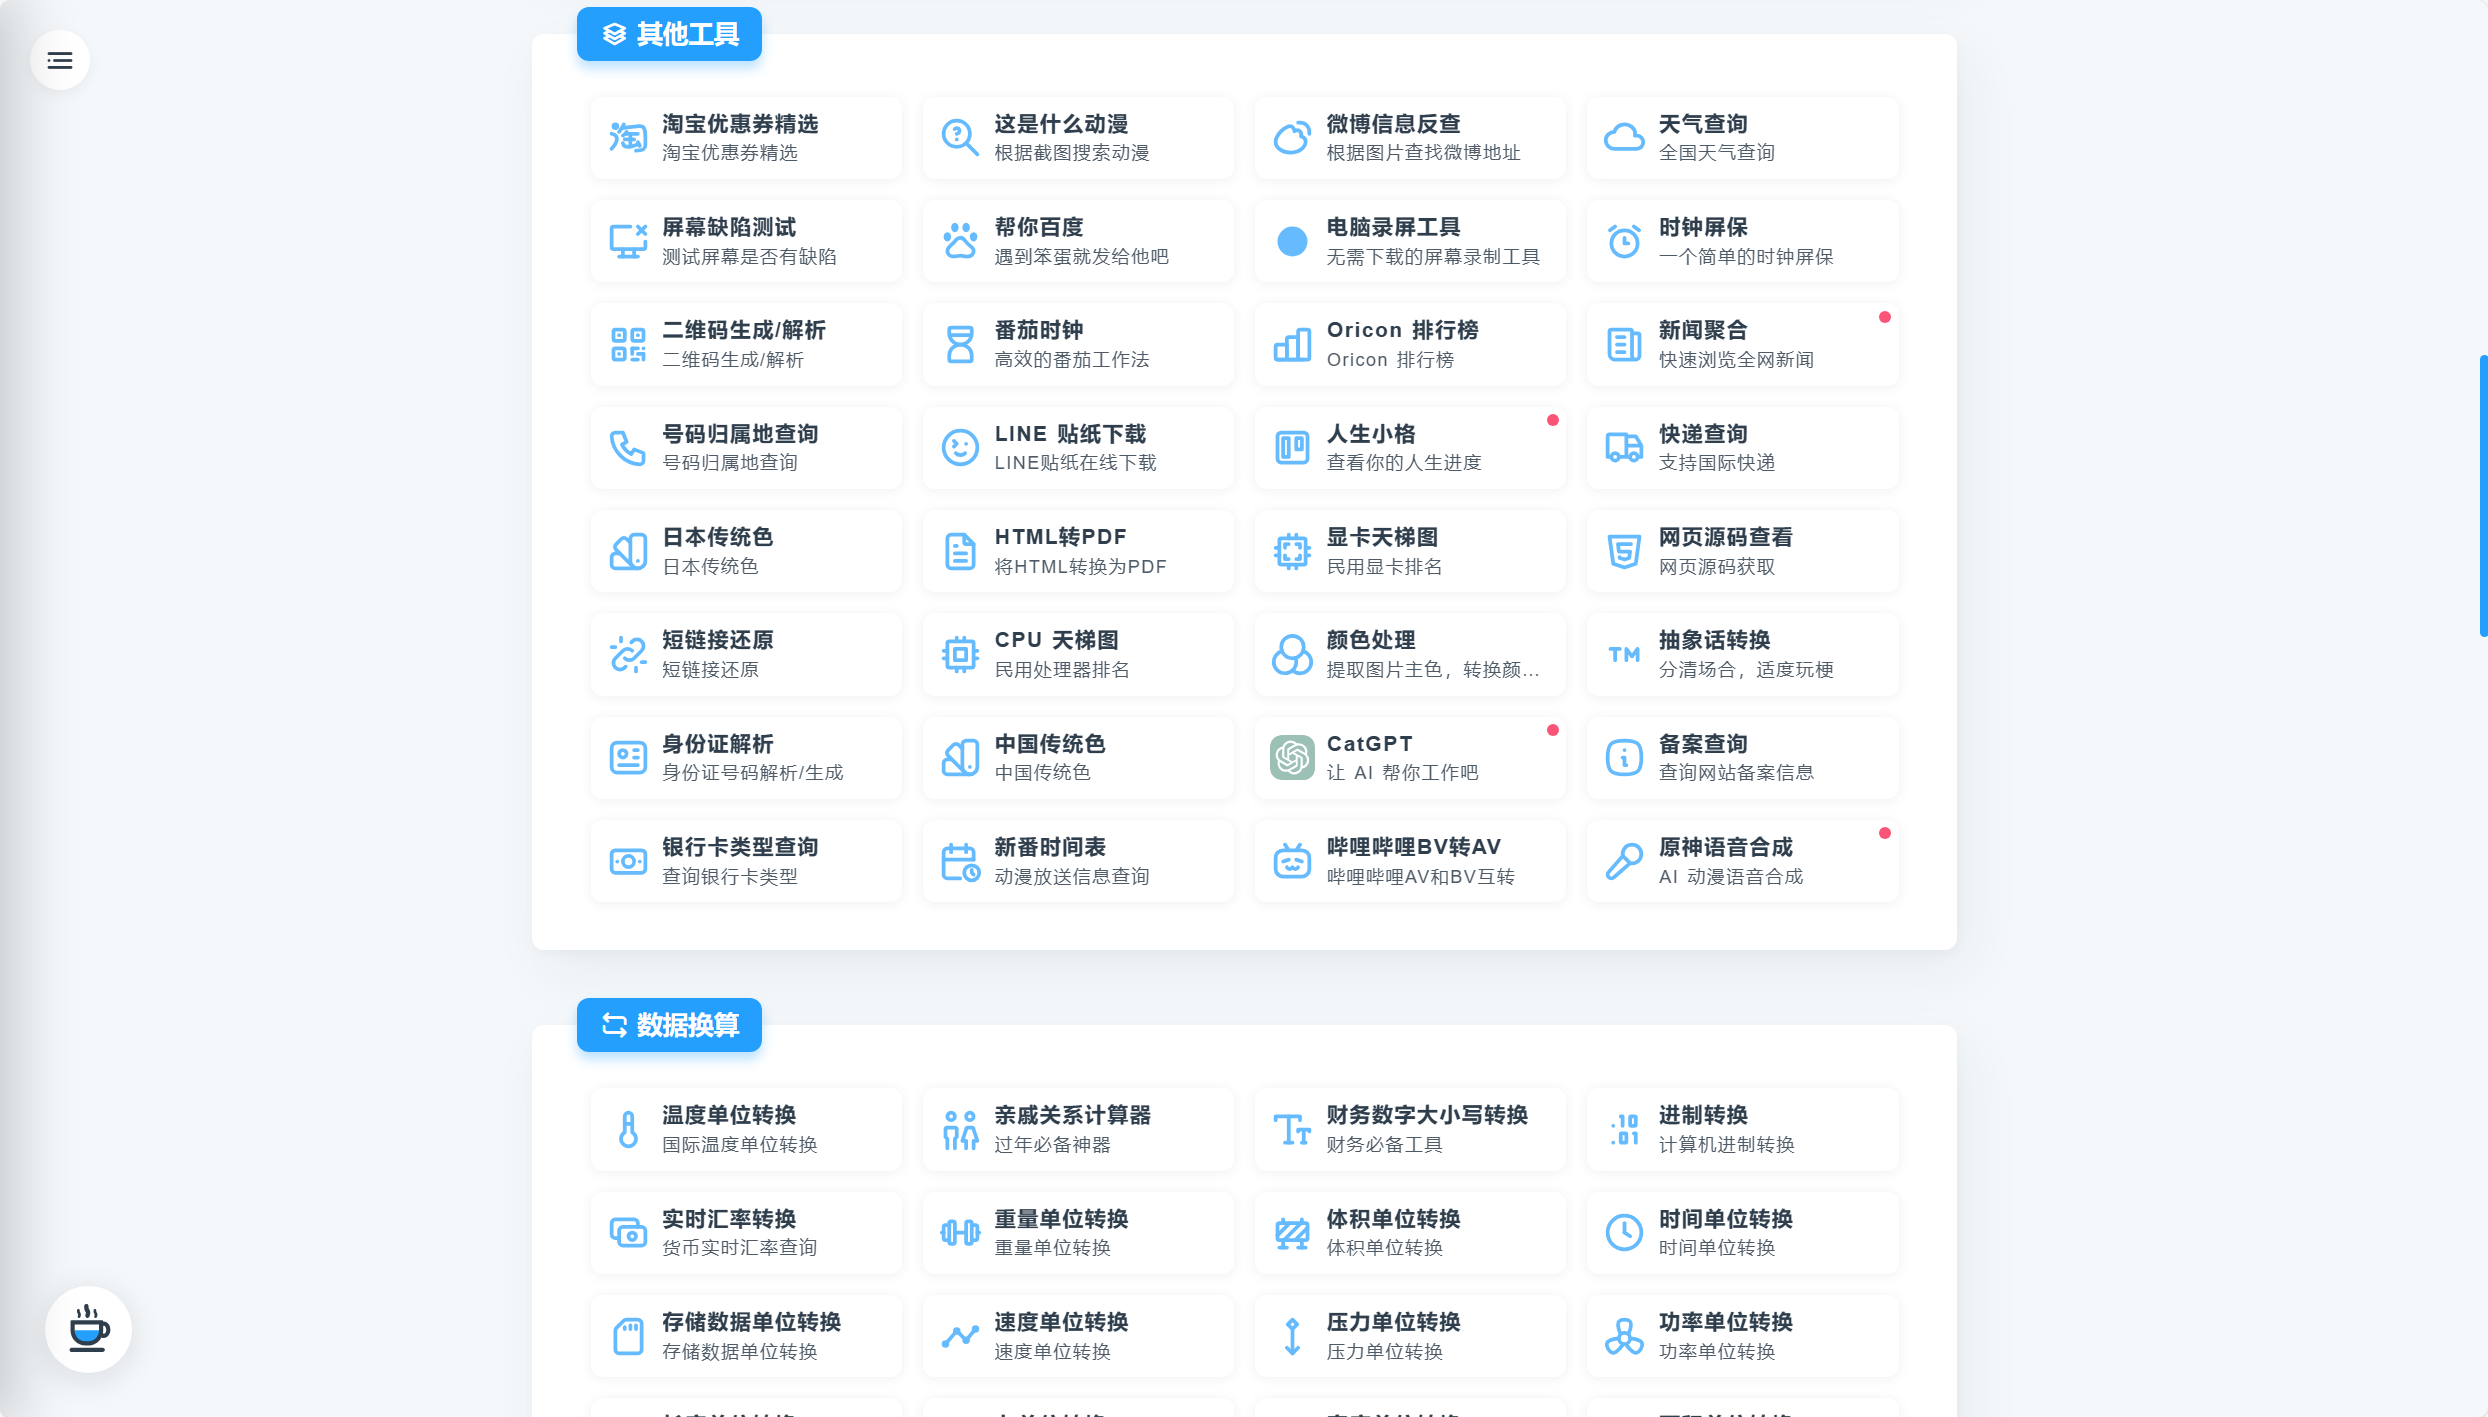 其他工具
淘宝优惠券精选
淘宝优惠券精选
这是什么动漫
根据截图搜索动漫
微博信息反查
根据图片查找微博地址
天气查询
全国天气查询
屏幕缺陷测试
测试屏幕是否有缺陷
帮你百度
遇到笨蛋就发给他吧
电脑录屏工具
无需下载的屏幕录制工具
时钟屏保
一个简单的时钟屏保
二维码生成/解析
二维码生成/解析
番茄时钟
高效的番茄工作法
Oricon 排行榜
Oricon 排行榜
新闻聚合
快速浏览全网新闻
号码归属地查询
号码归属地查询
LINE 贴纸下载
LINE贴纸在线下载
人生小格
查看你的人生进度
快递查询
支持国际快递
日本传统色
日本传统色
HTML转PDF
将HTML转换为PDF
显卡天梯图
民用显卡排名
网页源码查看
网页源码获取
短链接还原
短链接还原
CPU 天梯图
民用处理器排名
颜色处理
提取图片主色，转换颜...
抽象话转换
分清场合，适度玩梗
身份证解析
身份证号码解析/生成
中国传统色
中国传统色
CatGPT
让 AI 帮你工作吧
备案查询
查询网站备案信息
银行卡类型查询
查询银行卡类型
新番时间表
动漫放送信息查询
哔哩哔哩BV转AV
哔哩哔哩AV和BV互转
原神语音合成
AI 动漫语音合成
数据换算
温度单位转换
国际温度单位转换
亲戚关系计算器
过年必备神器
财务数字大小写转换
财务必备工具
进制转换
计算机进制转换
实时汇率转换
货币实时汇率查询
重量单位转换
重量单位转换
体积单位转换
体积单位转换
时间单位转换
时间单位转换
存储数据单位转换
存储数据单位转换
速度单位转换
速度单位转换
压力单位转换
压力单位转换
功率单位转换
功率单位转换